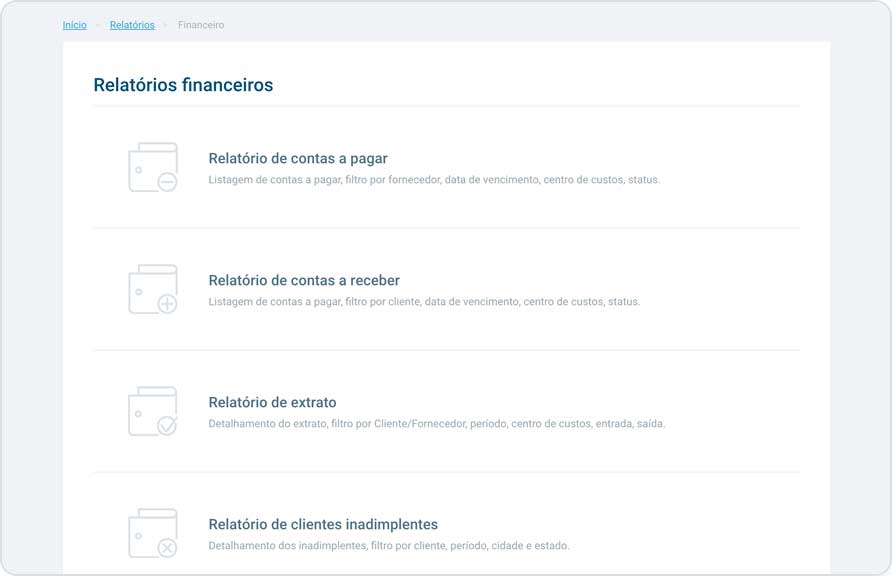 Início Relatórios Financeiro
Relatórios financeiros
Relatório de contas a pagar
Listagem de contas a pagar, filtro por fornecedor, data de vencimento, centro de custos, status.
Relatório de contas a receber
Listagem de contas a pagar, filtro por cliente, data de vencimento, centro de custos, status.
Relatório de extrato
Detalhamento do extrato, filtro por Cliente/Fornecedor, período, centro de custos, entrada, saída.
Relatório de clientes inadimplentes
Detalhamento dos inadimplentes, filtro por cliente, período, cidade e estado.